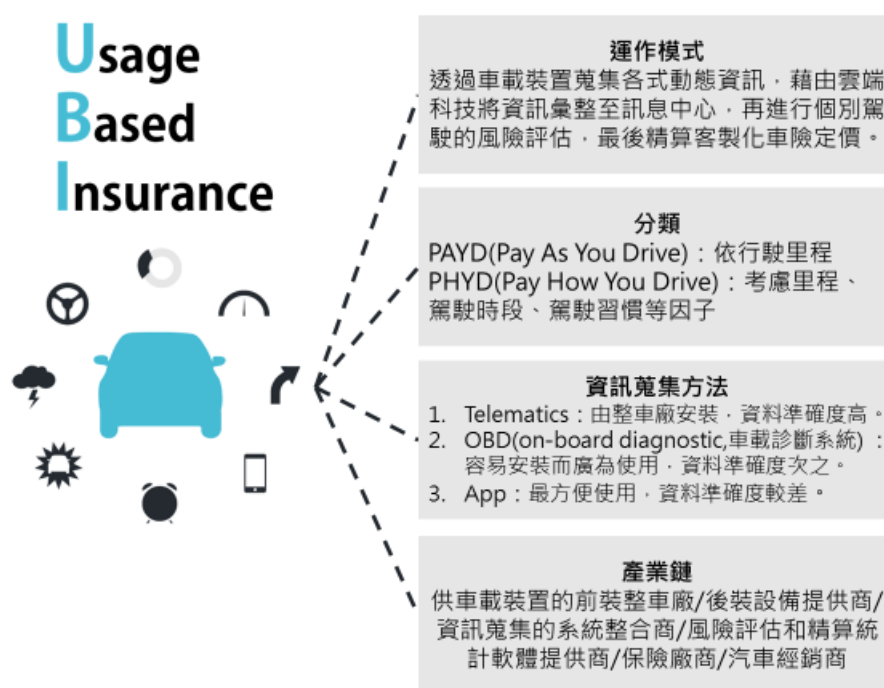 Usage
Based
Insurance
運作模式
透過車載裝置蒐集各式動態資訊，藉由雲端
科技將資訊彙整至訊息中心，再進行個別駕
駛的風險評估，最後精算客製化車險定價。
分類
PAYD(Pay As You Drive)：依行駛里程
PHYD(Pay How You Drive)：考慮里程、
駕駛時段、駕駛習慣等因子
資訊蒐集方法
1. Telematics：由整車廠安裝，資料準確度高。
2. OBD(on-board diagnostic,車載診斷系統)：
容易安裝而廣為使用，資料準確度次之。
3. App：最方便使用，資料準確度較差。
產業鏈
供車載裝置的前裝整車廠/後裝設備提供商/
資訊蒐集的系統整合商/風險評估和精算統
計軟體提供商/保險廠商/汽車經銷商